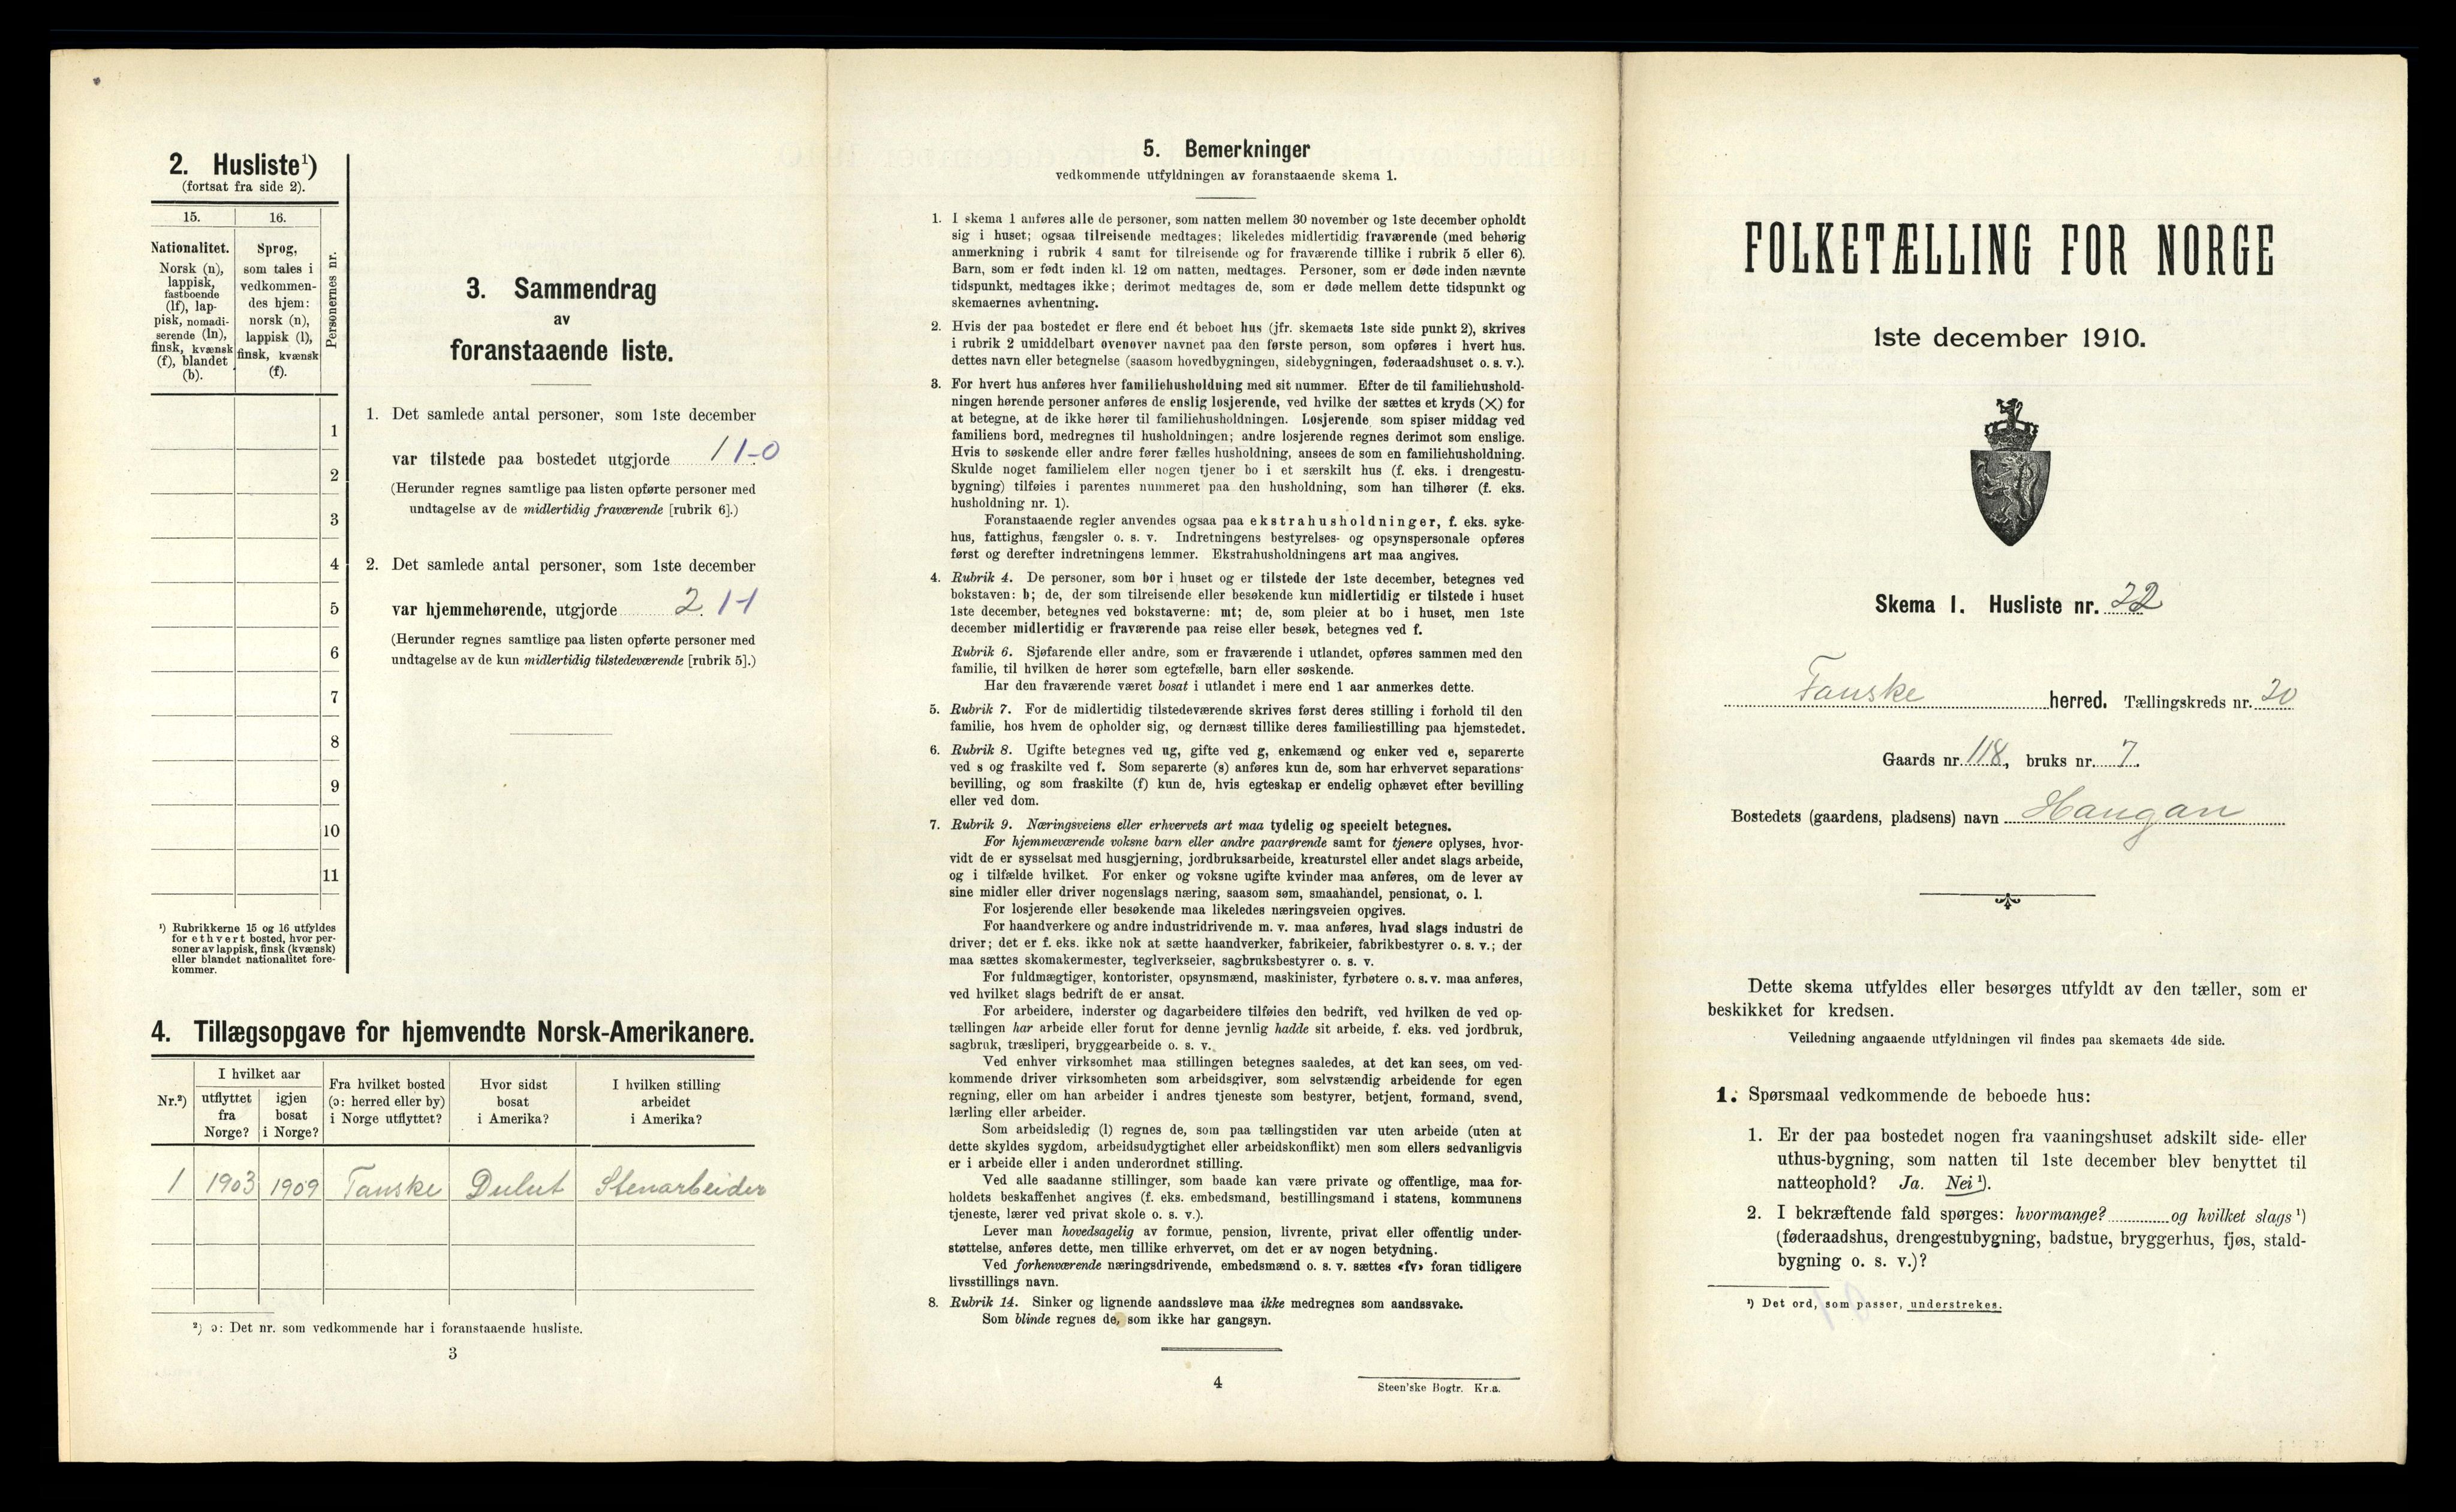 2. Husliste¹)
(fortsat fra side 2).
15.
16.
Personernes nr.
Nationalitet.
Norsk (n),
lappisk,
fastboende
(lf), lap-
pisk, nomadi-
serende (ln),
finsk, kvænsk
(f), blandet
(b).
Sprog,
som tales i
vedkommen-
des hjem:
norsk (n),
lappisk (l),
finsk, kvænsk
(f).
1
2
3
4
5
6
7
8
9
10
11
¹) Rubrikkerne 15 og 16 utfyldes
for ethvert bosted, hvor per-
soner av lappisk, finsk (kvænsk)
eller blandet nationalitet fore-
kommer.
3. Sammendrag
av
foranstaaende liste.
1. Det samlede antal personer, som 1ste december
var tilstede paa bostedet utgjorde 1 1-0
(Herunder regnes samtlige paa listen opførte personer med
undtagelse av de midlertidig fraværende [rubrik 6].)
2. Det samlede antal personer, som 1ste december
var hjemmehørende, utgjorde 2. 1-1
(Herunder regnes samtlige paa listen opførte personer med
undtagelse av de kun midlertidig tilstedeværende [rubrik 5].)
4. Tillægsopgave for hjemvendte Norsk-Amerikanere.
Nr.²)
I hvilket aar
utflyttet
fra
Norge?
igjen
bosat
i Norge?
Fra hvilket bosted
(ɔ: herred eller by)
i Norge utflyttet?
Hvor sidst
bosat
i Amerika?
I hvilken stilling
arbeidet
i Amerika?
1 1903 1909 Fauske Dulut Stenarbeider
²) ɔ: Det nr. som vedkommende har i foranstaaende husliste.
3
5. Bemerkninger
vedkommende utfyldningen av foranstaaende skema 1.
1. I skema 1 anføres alle de personer, som natten mellem 30 november og 1ste december opholdt
sig i huset; ogsaa tilreisende medtages; likeledes midlertidig fraværende (med behørig
anmerkning i rubrik 4 samt for tilreisende og for fraværende tillike i rubrik 5 eller 6).
Barn, som er født inden kl. 12 om natten, medtages. Personer, som er døde inden nævnte
tidspunkt, medtages ikke; derimot medtages de, som er døde mellem dette tidspunkt og
skemaernes avhentning.
2. Hvis der paa bostedet er flere end ét beboet hus (jfr. skemaets 1ste side punkt 2), skrives
i rubrik 2 umiddelbart ovenover navnet paa den første person, som opføres i hvert hus.
dettes navn eller betegnelse (saasom hovedbygningen, sidebygningen, føderaadshuset o. s. v.).
3. For hvert hus anføres hver familiehusholdning med sit nummer. Efter de til familiehushold-
ningen hørende personer anføres de enslig losjerende, ved hvilke der sættes et kryds (×) for
at betegne, at de ikke hører til familiehusholdningen. Losjerende som spiser middag ved
familiens bord, medregnes til husholdningen; andre losjerende regnes derimot som enslige.
Hvis to søskende eller andre fører fælles husholdning, ansees de som en familiehusholdning.
Skulde noget familielem eller nogen tjener bo i et særskilt hus (f. eks. i drengestu-
bygning) tilføies i parentes nummeret paa den husholdning, som han tilhører (f. eks.
husholdning nr. 1).
Foranstaaende regler anvendes ogsaa paa ekstrahusholdninger, f. eks. syke-
hus, fattighus, fængsler o. s. v. Indretningens bestyrelses- og opsynspersonale opføres
først og derefter indretningens lemmer. Ekstrahusholdningens art maa angives.
4. Rubrik 4. De personer, som bor i huset og er tilstede der 1ste december, betegnes ved
bokstaven: b; de, der som tilreisende eller besøkende kun midlertidig er tilstede i huset
1ste december, betegnes ved bokstaverne: mt; de, som pleier at bo i huset, men 1ste
december midlertidig er fraværende paa reise eller besøk, betegnes ved f.
Rubrik 6. Sjøfarende eller andre, som er fraværende i utlandet, opføres sammen med den
familie, til hvilken de hører som egtefælle, barn eller søskende.
Har den fraværende været bosat i utlandet i mere end 1 aar anmerkes dette.
5. Rubrik 7. For de midlertidig tilstedeværende skrives først deres stilling i forhold til den
familie, hos hvem de opholder sig, og dernæst tillike deres familiestilling paa hjemstedet.
6. Rubrik 8. Ugifte betegnes ved ug, gifte ved g, enkemænd og enker ved e, separerte
ved s og fraskilte ved f. Som separerte (s) anføres kun de, som har erhvervet separations-
bevilling, og som fraskilte (f) kun de, hvis egteskap er endelig ophævet efter bevilling
eller ved dom.
7. Rubrik 9. Næringsveiens eller erhvervets art maa tydelig og specielt betegnes.
For hjemmeværende voksne barn eller andre paarørende samt for tjenere oplyses, hvor-
vidt de er sysselsat med husgjerning, jordbruksarbeide, kreaturstel eller andet slags arbeide,
og i tilfælde hvilket. For enker og voksne ugifte kvinder maa anføres, om de lever av
sine midler eller driver nogenslags næring, saasom søm, smaahandel, pensionat, o. l.
For losjerende eller besøkende maa likeledes næringsveien opgives.
For haandverkere og andre industridrivende m. v. maa anføres, hvad slags industri de
driver; det er f. eks. ikke nok at sætte haandverker, fabrikeier, fabrikbestyrer o. s. v.; der
maa sættes skomakermester, teglverkseier, sagbruksbestyrer o. s. v.
For fuldmægtiger, kontorister, opsynsmænd, maskinister, fyrbøtere o. s. v. maa anføres,
ved hvilket slags bedrift de er ansat.
For arbeidere, inderster og dagarbeidere tilføies den bedrift, ved hvilken de ved op-
tællingen har arbeide eller forut for denne jevnlig hadde sit arbeide, f. eks. ved jordbruk,
sagbruk, træsliperi, bryggearbeide o. s. v.
Ved enhver virksomhet maa stillingen betegnes saaledes, at det kan sees, om ved-
kommende driver virksomheten som arbeidsgiver, som selvstændig arbeidende for egen
regning, eller om han arbeider i andres tjeneste som bestyrer, betjent, formand, svend,
lærling eller arbeider.
Som arbeidsledig (l) regnes de, som paa tællingstiden var uten arbeide (uten at
dette skyldes sygdom, arbeidsudygtighet eller arbeidskonflikt) men som ellers sedvanligvis
er i arbeide eller i anden underordnet stilling.
Ved alle saadanne stillinger, som baade kan være private og offentlige, maa for-
holdets beskaffenhet angives (f. eks. embedsmand, bestillingsmand i statens, kommunens
tjeneste, lærer ved privat skole o. s. v.).
Lever man hovedsagelig av formue, pension, livrente, privat eller offentlig under-
støttelse, anføres dette, men tillike erhvervet, om det er av nogen betydning.
Ved forhenværende næringsdrivende, embedsmænd o. s. v. sættes «fv» foran tidligere
livsstillings navn.
8. Rubrik 14. Sinker og lignende aandssløve maa ikke medregnes som aandssvake.
Som blinde regnes de, som ikke har gangsyn.
4
Steen'ske Bogtr. Kr.a.
FOLKETÆLLING FOR NORGE
1ste december 1910.
Skema I. Husliste nr. 22
Fauske herred. Tællingskreds nr. 20
Gaards nr. 118, bruks nr. 7.
Bostedets (gaardens, pladsens) navn Haugan
Dette skema utfyldes eller besørges utfyldt av den tæller, som er
beskikket for kredsen.
Veiledning angaaende utfyldningen vil findes paa skemaets 4de side.
1. Spørsmaal vedkommende de beboede hus:
1. Er der paa bostedet nogen fra vaaningshuset adskilt side- eller
uthus-bygning, som natten til 1ste december blev benyttet til
natteophold? Ja. Nei ¹).
2. I bekræftende fald spørges: hvormange? og hvilket slags ¹)
(føderaadshus, drengestubygning, badstue, bryggerhus, fjøs, stald-
bygning o. s. v.)?
¹) Det ord, som passer, understrekes.